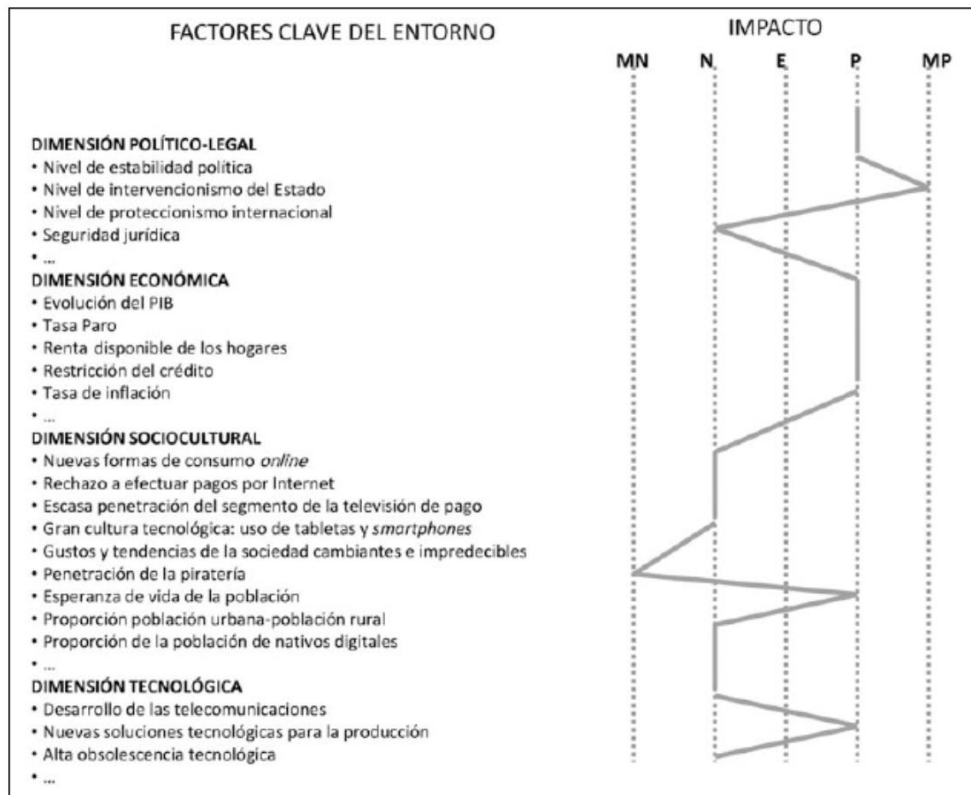 FACTORES CLAVE DEL ENTORNO
IMPACTO
MN N E P MP
DIMENSIÓN POLÍTICO-LEGAL
• Nivel de estabilidad política
• Nivel de intervencionismo del Estado
• Nivel de proteccionismo internacional
• Seguridad jurídica
• ...
DIMENSIÓN ECONÓMICA
• Evolución del PIB
• Tasa Paro
• Renta disponible de los hogares
• Restricción del crédito
• Tasa de inflación
• ...
DIMENSIÓN SOCIOCULTURAL
• Nuevas formas de consumo online
• Rechazo a efectuar pagos por Internet
• Escasa penetración del segmento de la televisión de pago
• Gran cultura tecnológica: uso de tabletas y smartphones
• Gustos y tendencias de la sociedad cambiantes e impredecibles
• Penetración de la piratería
• Esperanza de vida de la población
• Proporción población urbana-población rural
• Proporción de la población de nativos digitales
• ...
DIMENSIÓN TECNOLÓGICA
• Desarrollo de las telecomunicaciones
• Nuevas soluciones tecnológicas para la producción
• Alta obsolescencia tecnológica
• ...